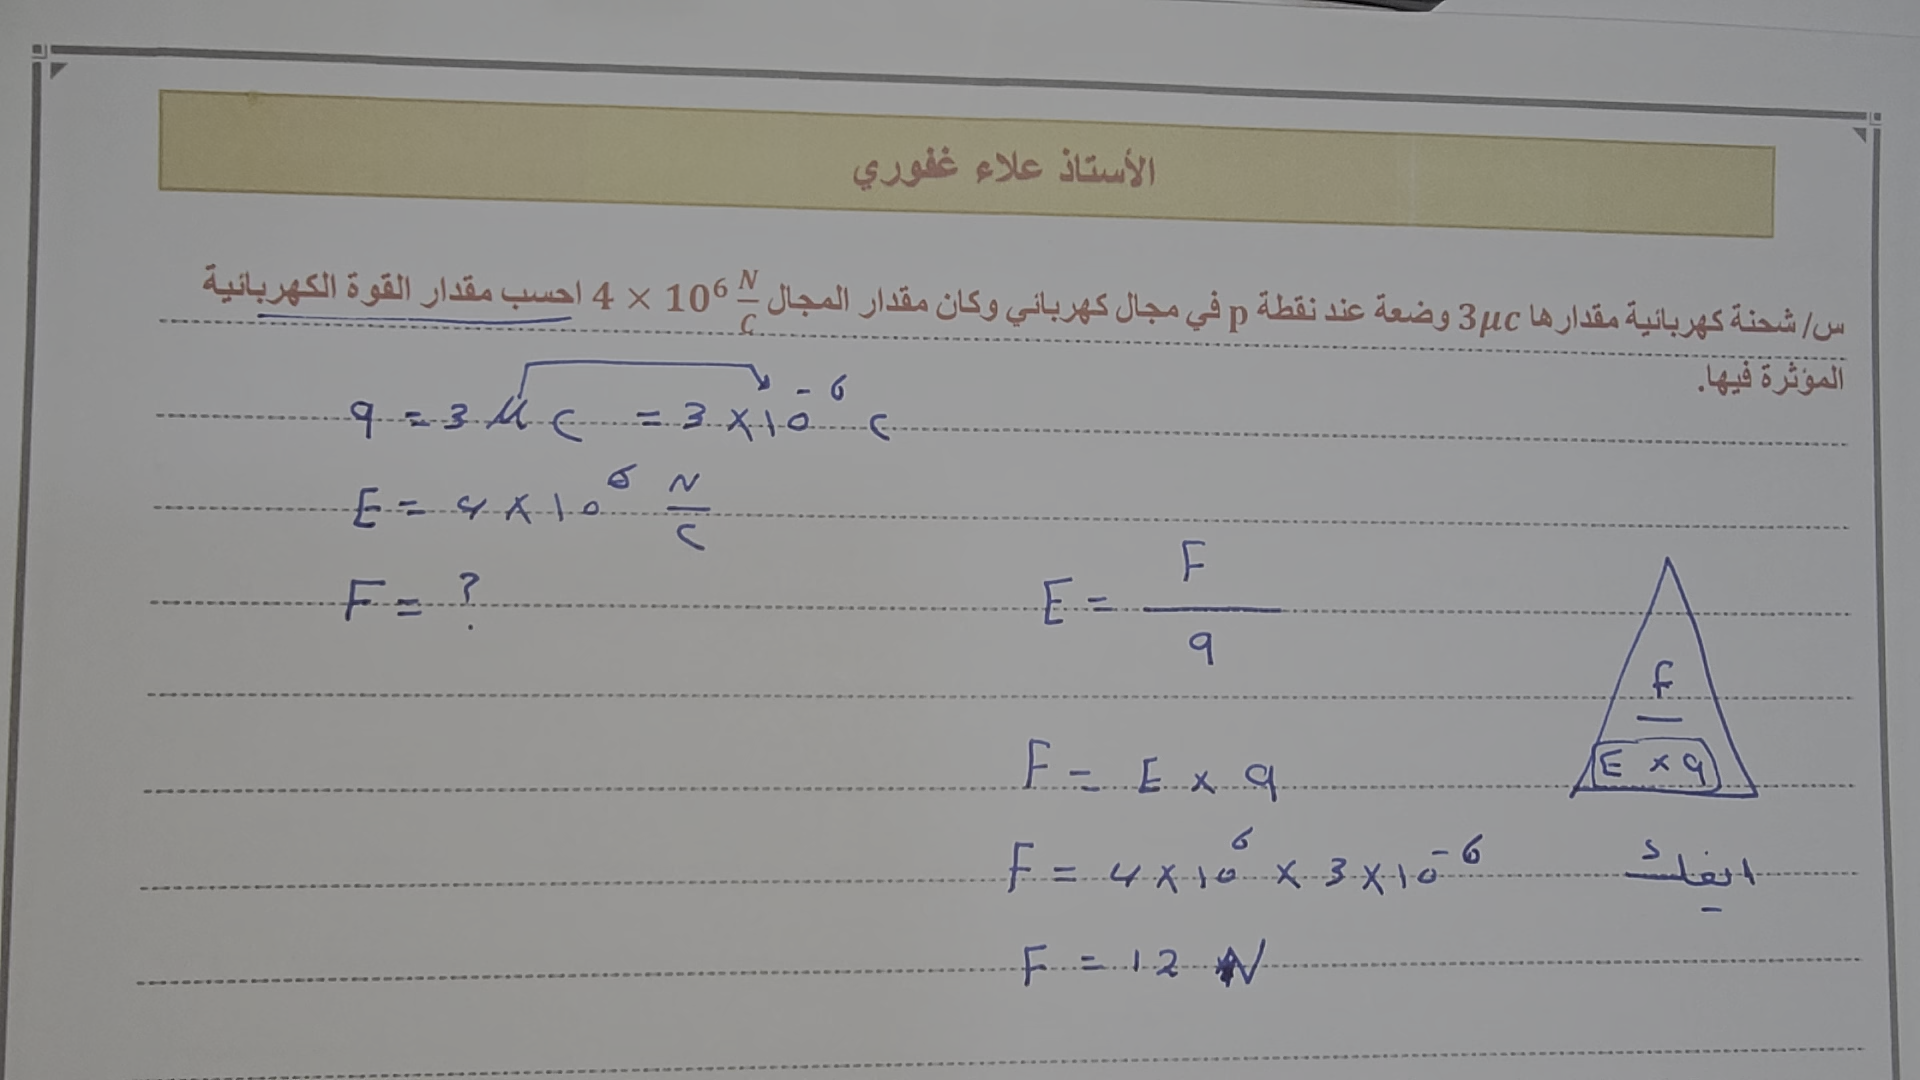 الأستاذ علاء غفوري
س/ شحنة كهربائية مقدارها 3μc وضعة عند نقطة p في مجال كهربائي وكان مقدار المجال 4 × 10⁶ N/C احسب مقدار القوة الكهربائية
المؤثرة فيها.
q = 3 μ C = 3 × 10⁻⁶ C
E = 4 × 10⁶ N/C
F = ?
E = F/q
f
E × q
F = E × q
F = 4 × 10⁶ × 3 × 10⁻⁶
F = 12 N